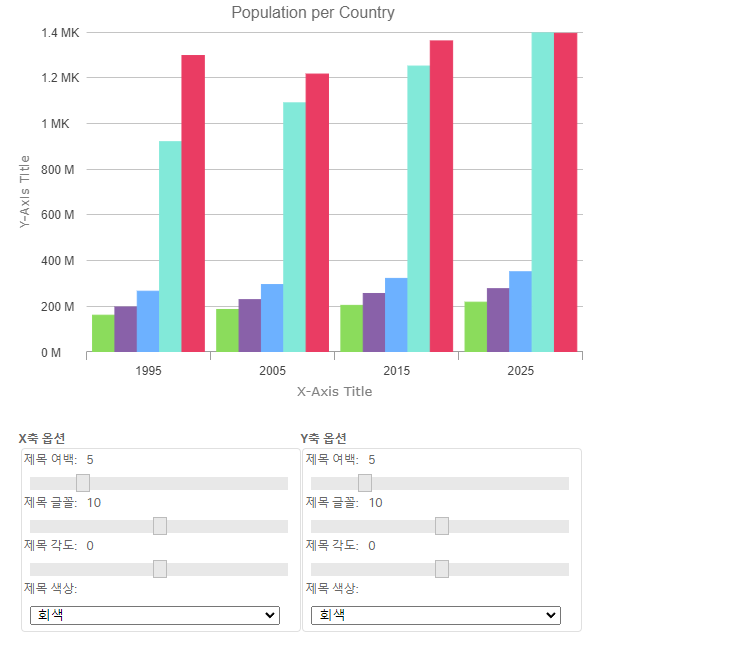 Population per Country
1.4 MK
1.2 MK
1 MK
800 M
600 M
400 M
200 M
0 M
Y-Axis Title
1995 2005 2015 2025
X-Axis Title
X축 옵션
제목 여백: 5
제목 글꼴: 10
제목 각도: 0
제목 색상:
회색
Y축 옵션
제목 여백: 5
제목 글꼴: 10
제목 각도: 0
제목 색상:
회색